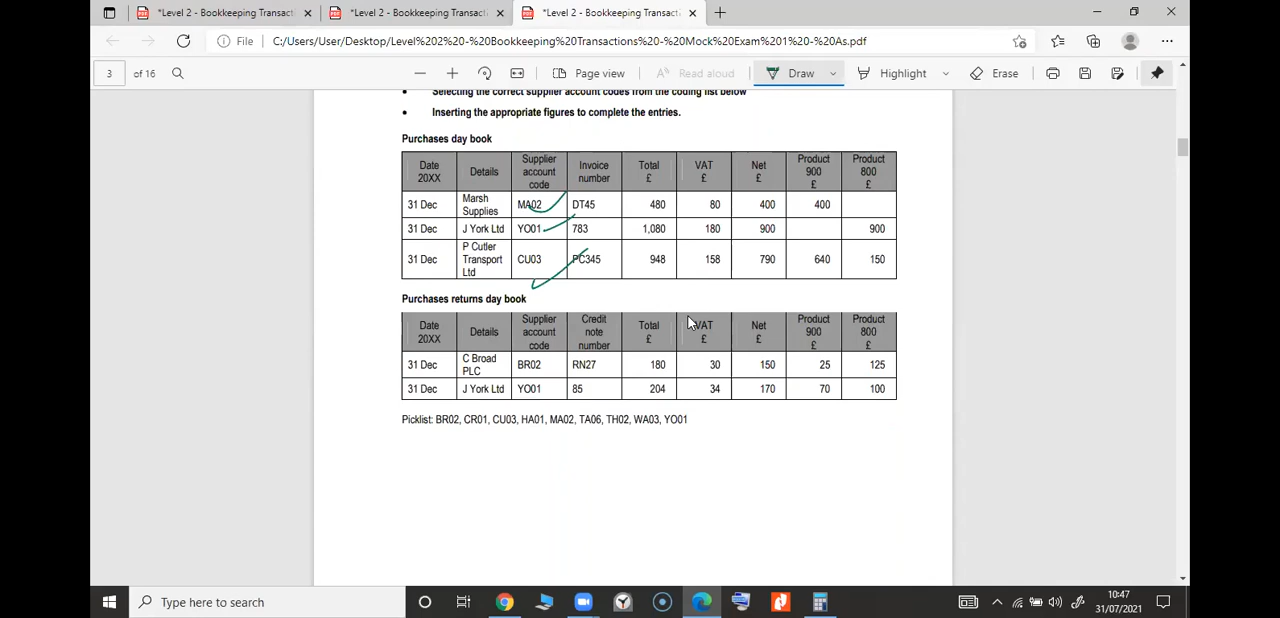 *Level 2 - Bookkeeping Transacti
*Level 2 - Bookkeeping Transact
*Level 2 - Bookkeeping Transact
File C:/Users/User/Desktop/Level%202%20-%20Bookkeeping%20Transactions%20-%20Mock%20Exam%201%20-%20As.pdf
3 of 16 Page view Read aloud Draw Highlight Erase
Selecting the correct supplier account codes from the coding list below
Inserting the appropriate figures to complete the entries.
Purchases day book
Date 20XX Details Supplier account code Invoice number Total £ VAT £ Net £ Product 900 £ Product 800 £
31 Dec Marsh Supplies MA02 DT45 480 80 400 400
31 Dec J York Ltd YO01 783 1,080 180 900 900
31 Dec P Cutler Transport Ltd CU03 PC345 948 158 790 640 150
Purchases returns day book
Date 20XX Details Supplier account code Credit note number Total £ VAT £ Net £ Product 900 £ Product 800 £
31 Dec C Broad PLC BR02 RN27 180 30 150 25 125
31 Dec J York Ltd YO01 85 204 34 170 70 100
Picklist: BR02, CR01, CU03, HA01, MA02, TA06, TH02, WA03, YO01
Type here to search
10:47
31/07/2021